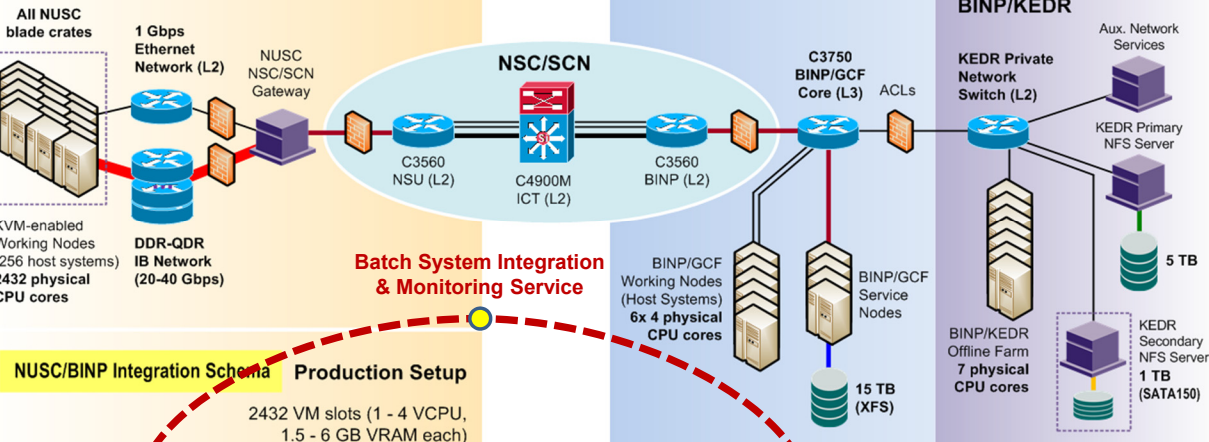 All NUSC
blade crates
1 Gbps
Ethernet
Network (L2)
NUSC
NSC/SCN
Gateway
NSC/SCN
C3560
NSU (L2)
Si
C4900M
ICT (L2)
C3560
BINP (L2)
C3750
BINP/GCF
Core (L3)
ACLs
BINP/KEDR
KEDR Private
Network
Switch (L2)
Aux. Network
Services
KEDR Primary
NFS Server
5 TB
KVM-enabled
Working Nodes
(256 host systems)
2432 physical
CPU cores
DDR-QDR
IB Network
(20-40 Gbps)
Batch System Integration
& Monitoring Service
BINP/GCF
Working Nodes
(Host Systems)
6x 4 physical
CPU cores
BINP/GCF
Service
Nodes
15 TB
(XFS)
BINP/KEDR
Offline Farm
7 physical
CPU cores
KEDR
Secondary
NFS Server
1 TB
(SATA150)
NUSC/BINP Integration Schema
Production Setup
2432 VM slots (1 - 4 VCPU,
1.5 - 6 GB VRAM each)